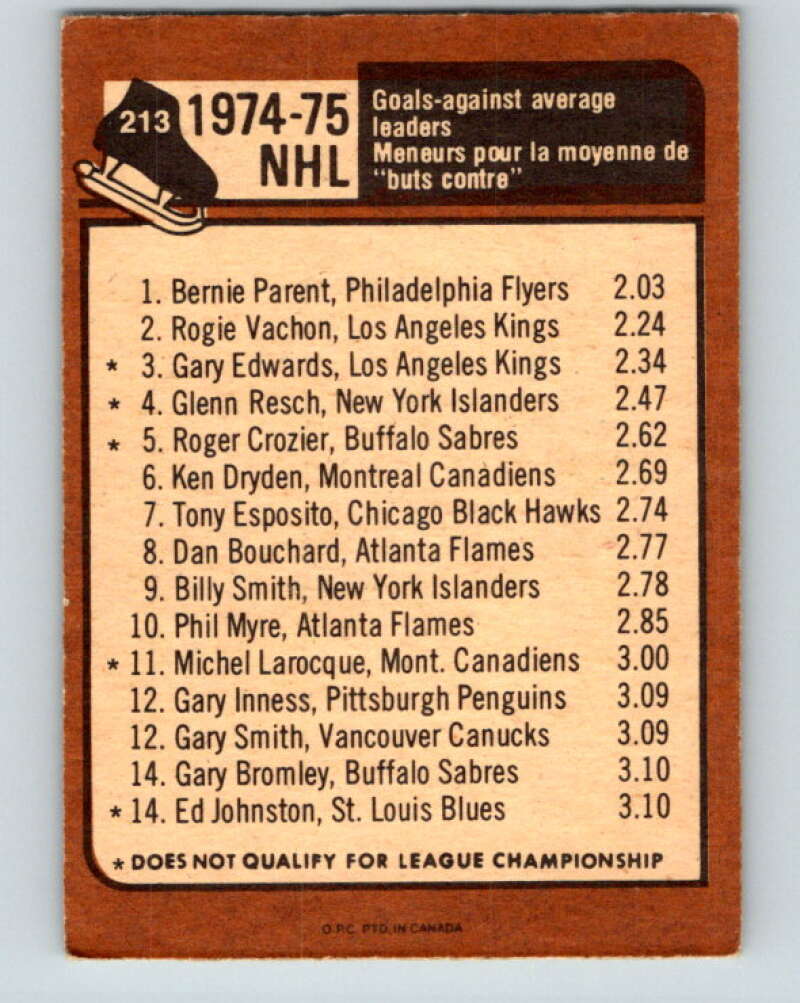 213 1974-75 NHL
Goals-against average
leaders
Meneurs pour la moyenne de
"buts contre"
1. Bernie Parent, Philadelphia Flyers 2.03
2. Rogie Vachon, Los Angeles Kings 2.24
* 3. Gary Edwards, Los Angeles Kings 2.34
* 4. Glenn Resch, New York Islanders 2.47
* 5. Roger Crozier, Buffalo Sabres 2.62
6. Ken Dryden, Montreal Canadiens 2.69
7. Tony Esposito, Chicago Black Hawks 2.74
8. Dan Bouchard, Atlanta Flames 2.77
9. Billy Smith, New York Islanders 2.78
10. Phil Myre, Atlanta Flames 2.85
* 11. Michel Larocque, Mont. Canadiens 3.00
12. Gary Inness, Pittsburgh Penguins 3.09
12. Gary Smith, Vancouver Canucks 3.09
14. Gary Bromley, Buffalo Sabres 3.10
* 14. Ed Johnston, St. Louis Blues 3.10
* DOES NOT QUALIFY FOR LEAGUE CHAMPIONSHIP
O.P.C. PTD. IN CANADA